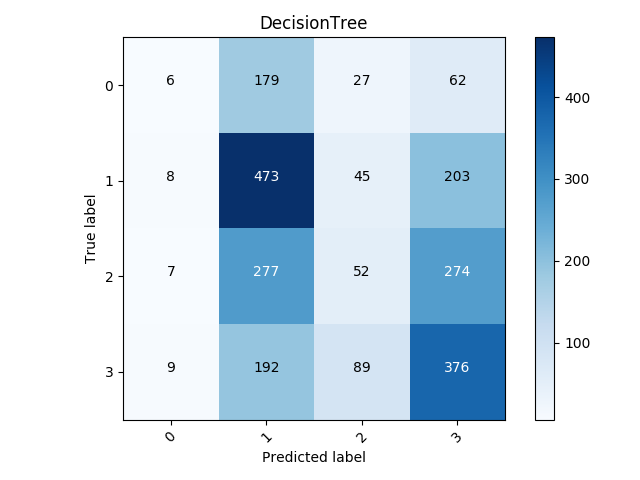 DecisionTree
0 6 179 27 62
1 8 473 45 203
2 7 277 52 274
3 9 192 89 376
0 1 2 3
True label
Predicted label
400
300
200
100